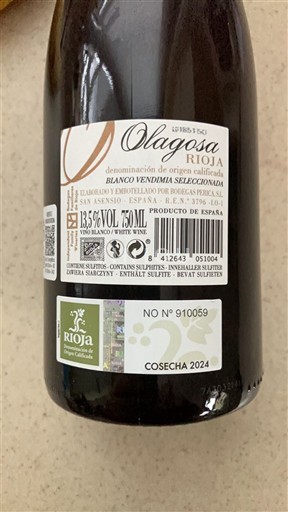 L2185150
Olagosa
RIOJA
denominación de origen calificada
BLANCO VENDIMIA SELECCIONADA
ELABORADO Y EMBOTELLADO POR BODEGAS PERICA, S.L.
SAN ASENSIO - ESPAÑA - R.E.N.º 3796 -LO-1
PRODUCTO DE ESPAÑA
13,5%VOL 750 ML
VINO BLANCO / WHITE WINE
8 412643 051004
CONTIENE SULFITOS - CONTAINS SULPHITES - INNEHÅLLER SULFITER
ZAWIERA SIARCZYNY - ENTHÄLT SULFITE - BEVAT SULFIETEN
RIOJA
Denominación de
Origen Calificada
NO Nº 910059
COSECHA 2024